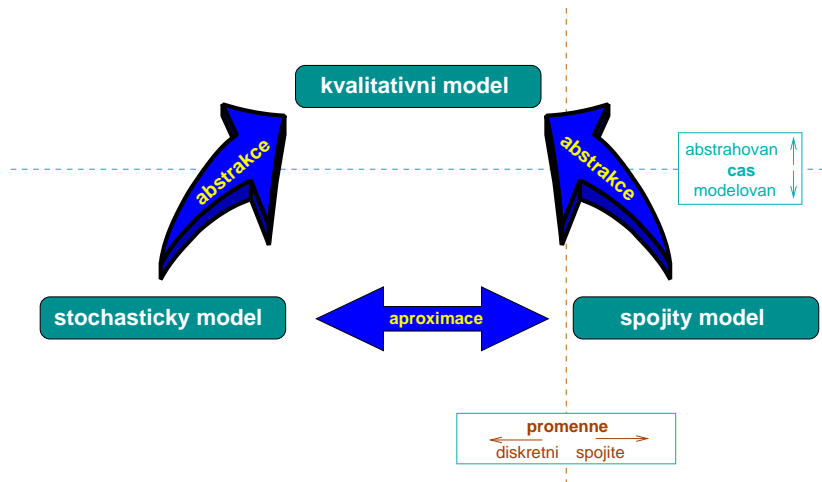 kvalitativni model
abstrakce
abstrakce
abstrahovan
cas
modelovan
stochasticky model
aproximace
spojity model
promenne
diskretni spojite